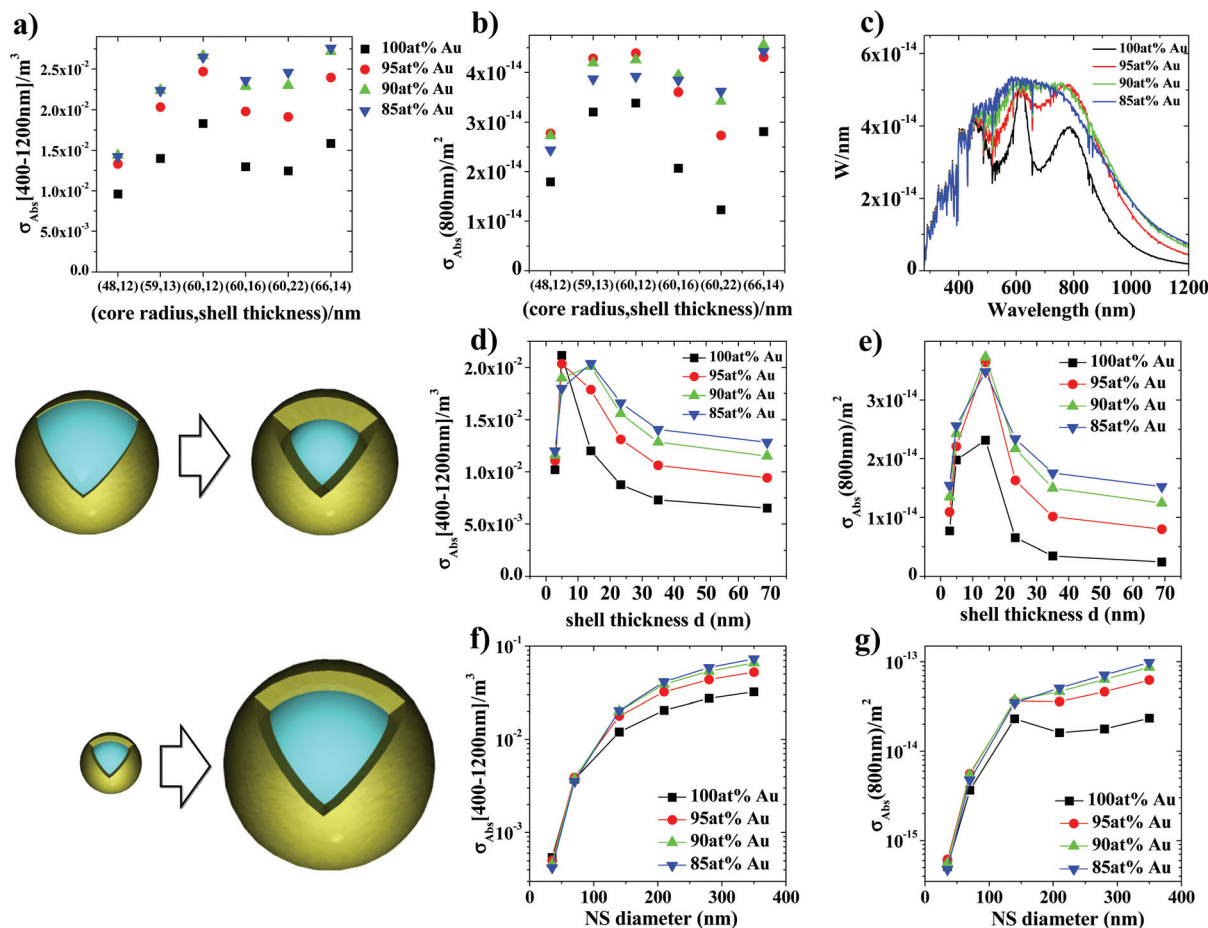 a)
σAbs[400-1200nm]/m³
2.5x10⁻²
2.0x10⁻²
1.5x10⁻²
1.0x10⁻²
5.0x10⁻³
0.0
(48,12)(59,13)(60,12)(60,16)(60,22)(66,14)
(core radius,shell thickness)/nm
100at% Au
95at% Au
90at% Au
85at% Au
b)
σAbs(800nm)/m²
4x10⁻¹⁴
3x10⁻¹⁴
2x10⁻¹⁴
1x10⁻¹⁴
0
(48,12)(59,13)(60,12)(60,16)(60,22)(66,14)
(core radius,shell thickness)/nm
c)
W/nm
6x10⁻¹⁴
4x10⁻¹⁴
2x10⁻¹⁴
0
400 600 800 1000 1200
Wavelength (nm)
100at% Au
95at% Au
90at% Au
85at% Au
d)
σAbs[400-1200nm]/m³
2.0x10⁻²
1.5x10⁻²
1.0x10⁻²
5.0x10⁻³
0.0
0 10 20 30 40 50 60 70
shell thickness d (nm)
100at% Au
95at% Au
90at% Au
85at% Au
e)
σAbs(800nm)/m²
3x10⁻¹⁴
2x10⁻¹⁴
1x10⁻¹⁴
0
0 10 20 30 40 50 60 70
shell thickness d (nm)
100at% Au
95at% Au
90at% Au
85at% Au
f)
σAbs[400-1200nm]/m³
10⁻¹
10⁻²
10⁻³
0 100 200 300 400
NS diameter (nm)
100at% Au
95at% Au
90at% Au
85at% Au
g)
σAbs(800nm)/m²
10⁻¹³
10⁻¹⁴
10⁻¹⁵
0 100 200 300 400
NS diameter (nm)
100at% Au
95at% Au
90at% Au
85at% Au